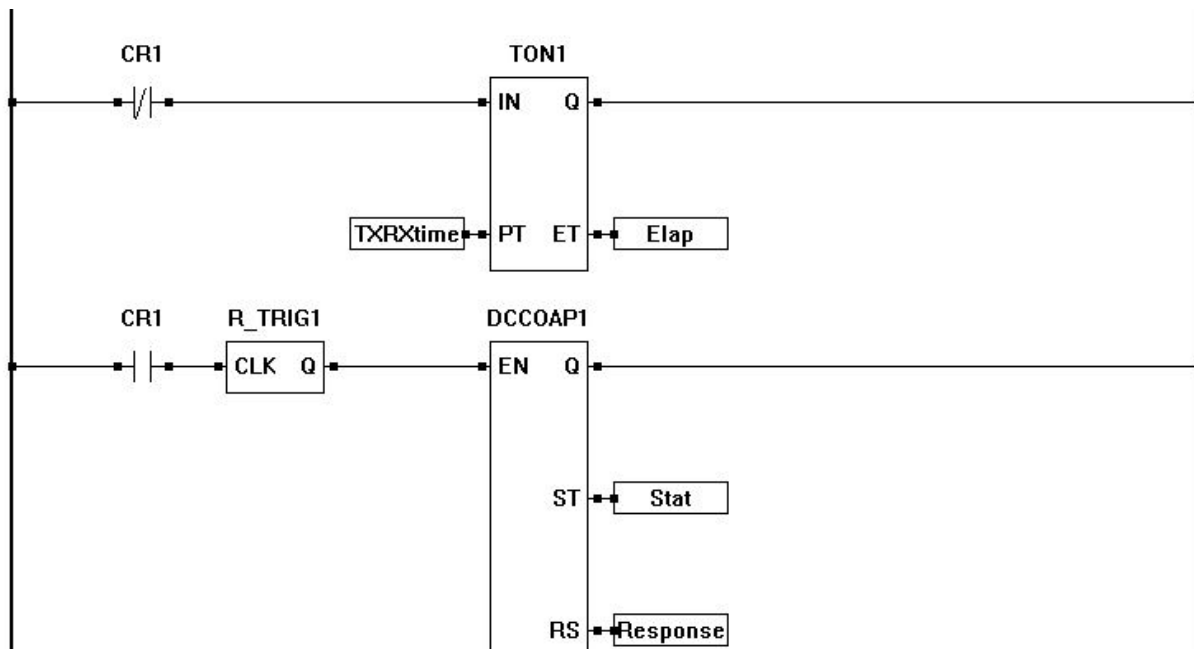 CR1 TON1
IN Q
TXRXtime PT ET Elap
CR1 R_TRIG1 DCCOAP1
CLK Q EN Q
ST Stat
RS Response